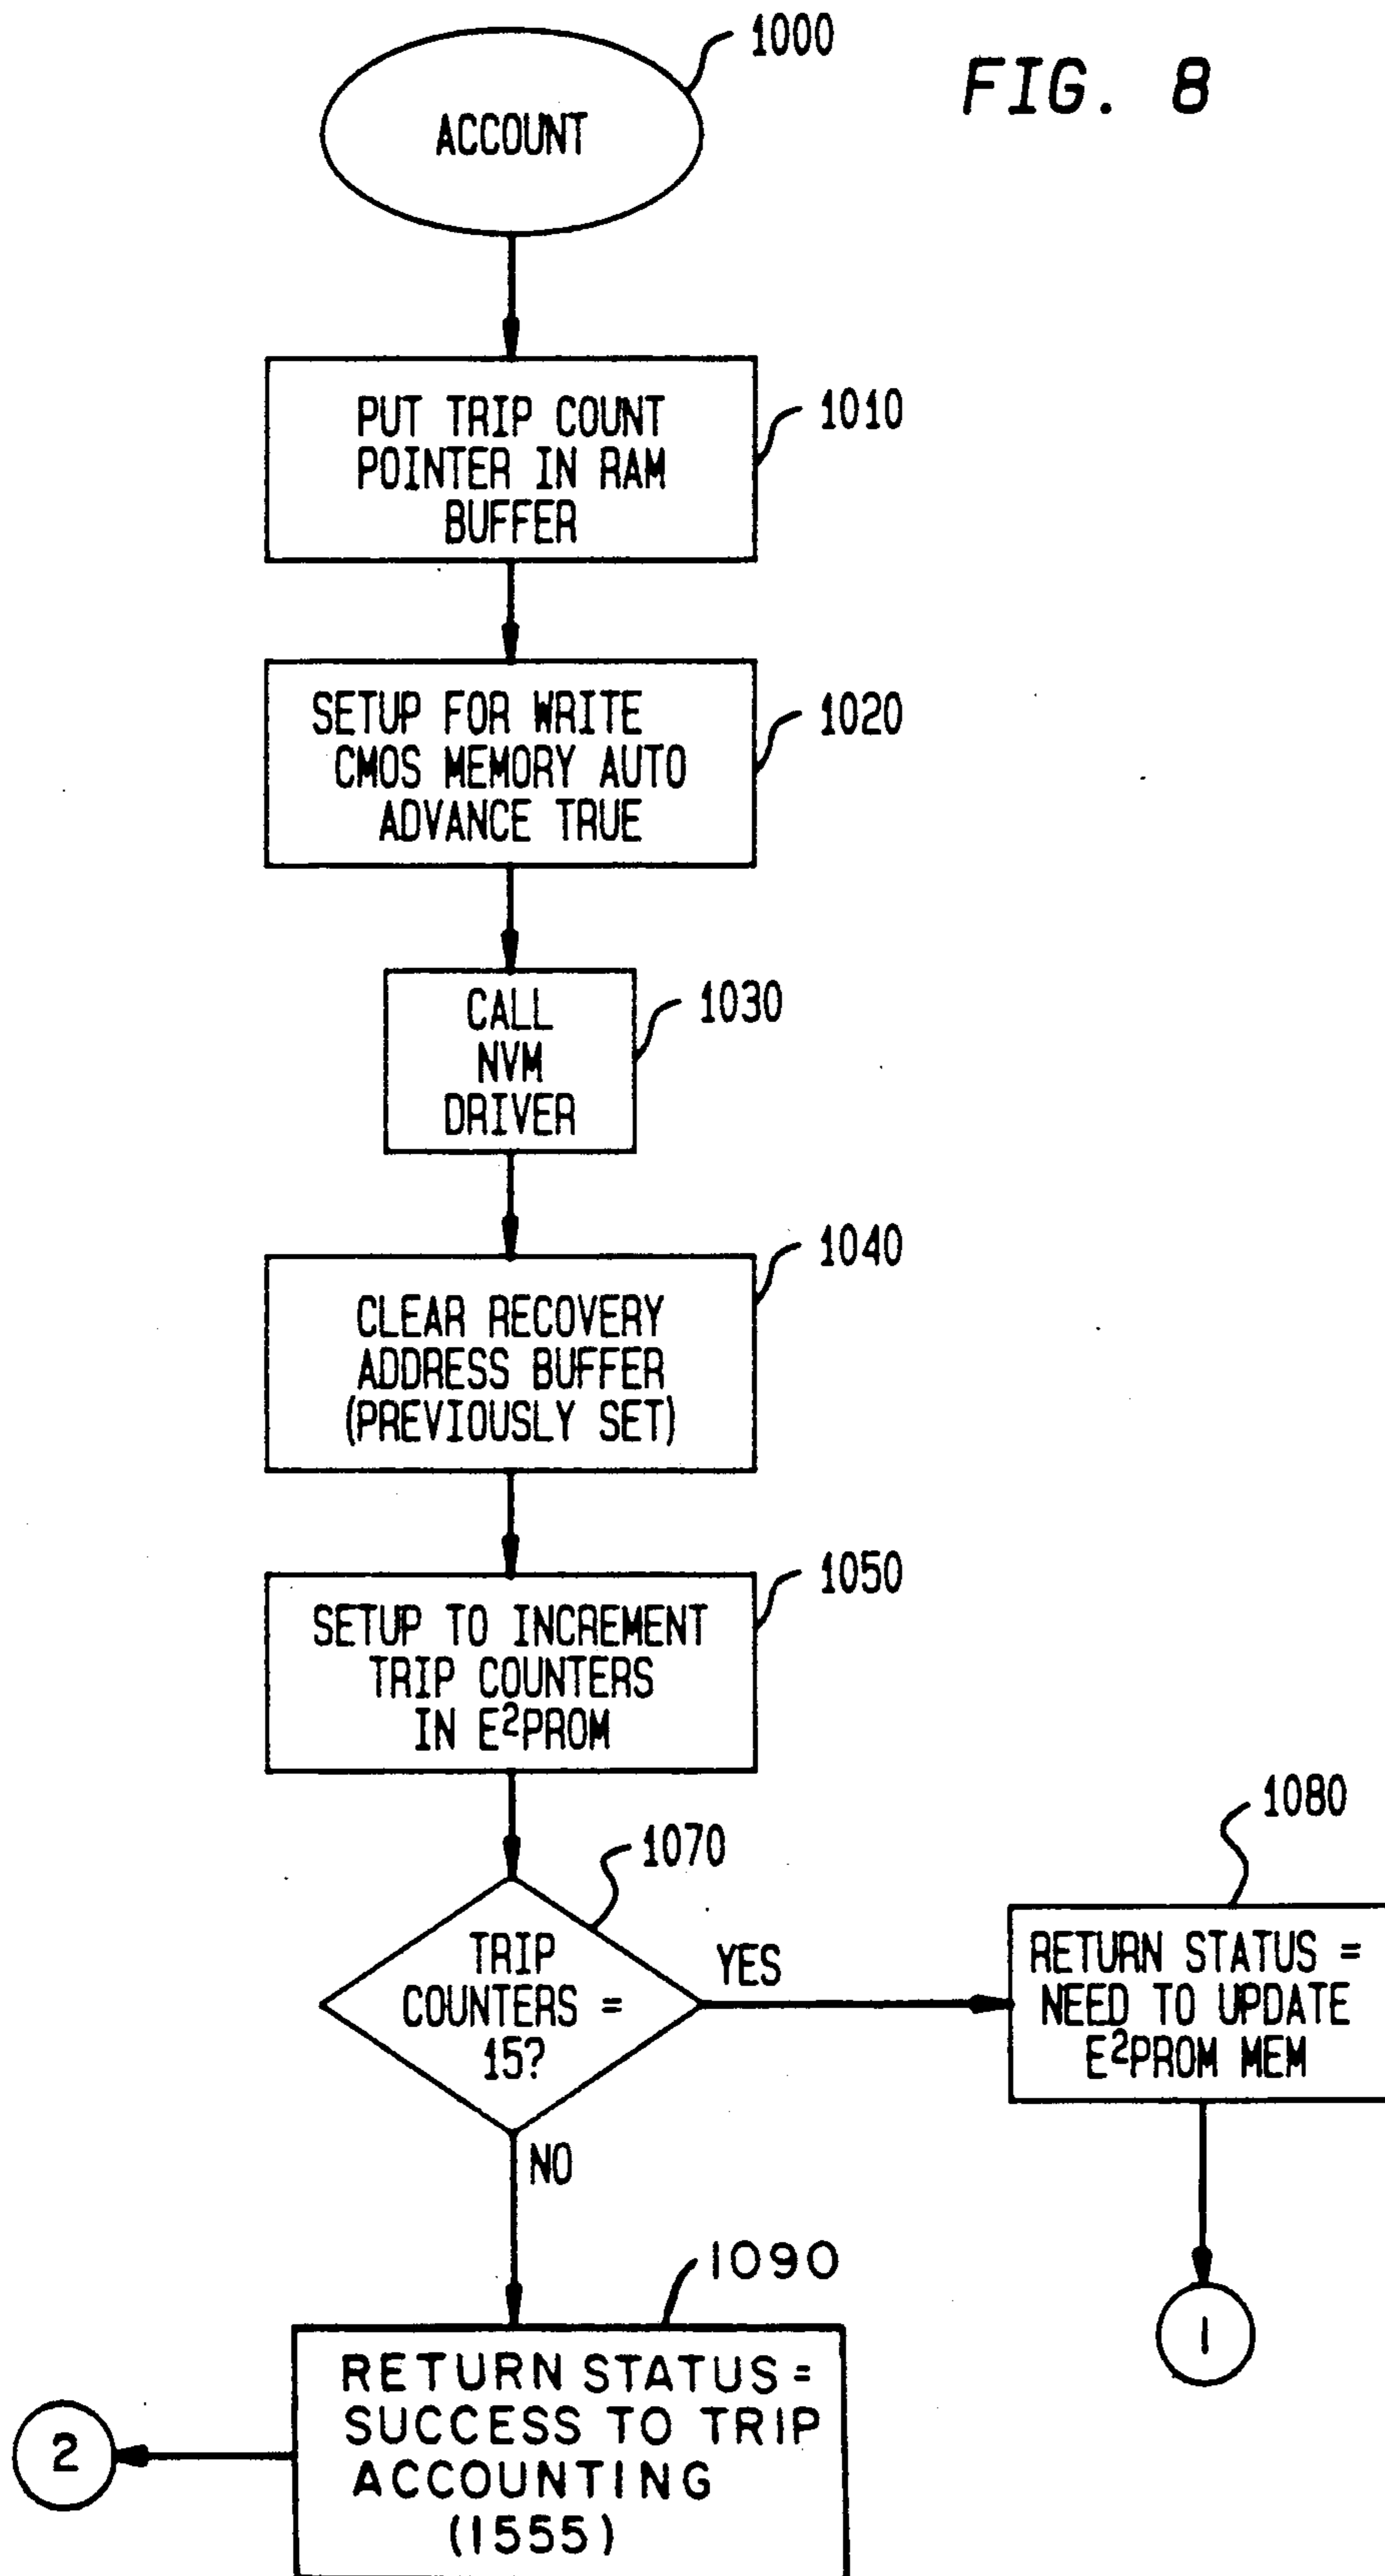 1000
FIG. 8
ACCOUNT
1010
PUT TRIP COUNT
POINTER IN RAM
BUFFER
1020
SETUP FOR WRITE
CMOS MEMORY AUTO
ADVANCE TRUE
1030
CALL
NVM
DRIVER
1040
CLEAR RECOVERY
ADDRESS BUFFER
(PREVIOUSLY SET)
1050
SETUP TO INCREMENT
TRIP COUNTERS
IN E²PROM
1070
TRIP
COUNTERS =
15?
YES
1080
RETURN STATUS =
NEED TO UPDATE
E²PROM MEM
NO
1
1090
RETURN STATUS =
SUCCESS TO TRIP
ACCOUNTING
(1555)
2